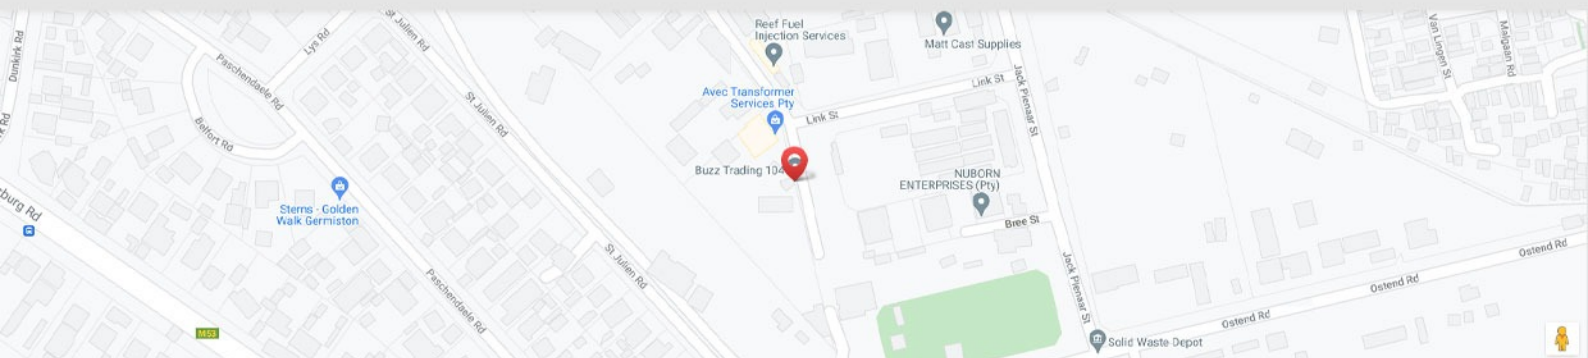 Dunkirk Rd
Lys Rd
St Julien Rd
Reef Fuel
Injection Services
Matt Cast Supplies
Van Lingen St
Malgaan Rd
Paschendaele Rd
St Julien Rd
Avec Transformer
Services Pty
Link St
Link St
Jack Pienaar St
Belfort Rd
Buzz Trading 104
NUBORN
ENTERPRISES (Pty)
Sterns - Golden
Walk Germiston
Bree St
St Julien Rd
Paschendaele Rd
Jack Pienaar St
Ostend Rd
Ostend Rd
Ostend Rd
M53
Solid Waste Depot